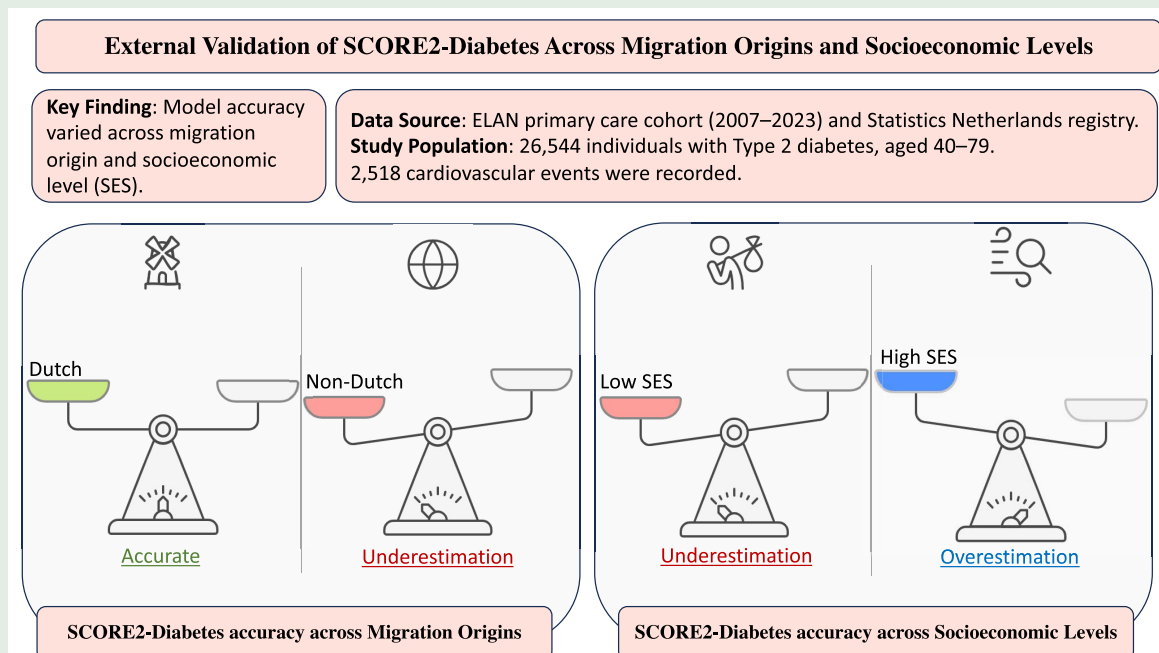 External Validation of SCORE2-Diabetes Across Migration Origins and Socioeconomic Levels
Key Finding: Model accuracy
varied across migration
origin and socioeconomic
level (SES).
Data Source: ELAN primary care cohort (2007–2023) and Statistics Netherlands registry.
Study Population: 26,544 individuals with Type 2 diabetes, aged 40–79.
2,518 cardiovascular events were recorded.
Dutch
Non-Dutch
Accurate
Underestimation
SCORE2-Diabetes accuracy across Migration Origins
Low SES
High SES
Underestimation
Overestimation
SCORE2-Diabetes accuracy across Socioeconomic Levels